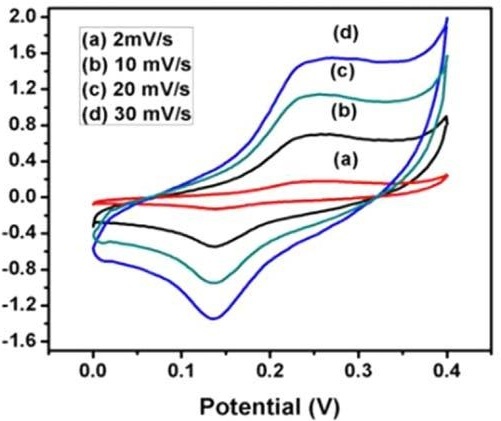 2.0
1.6
1.2
0.8
0.4
0.0
-0.4
-0.8
-1.2
-1.6
(a) 2mV/s
(b) 10 mV/s
(c) 20 mV/s
(d) 30 mV/s
(d)
(c)
(b)
(a)
0.0 0.1 0.2 0.3 0.4
Potential (V)